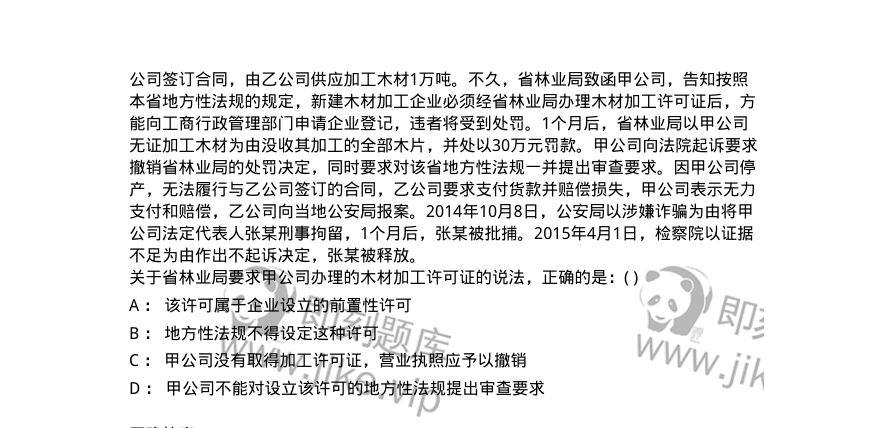 公司签订合同，由乙公司供应加工木材1万吨。不久，省林业局致函甲公司，告知按照
本省地方性法规的规定，新建木材加工企业必须经省林业局办理木材加工许可证后，方
能向工商行政管理部门申请企业登记，违者将受到处罚。1个月后，省林业局以甲公司
无证加工木材为由没收其加工的全部木片，并处以30万元罚款。甲公司向法院起诉要求
撤销省林业局的处罚决定，同时要求对该省地方性法规一并提出审查要求。因甲公司停
产，无法履行与乙公司签订的合同，乙公司要求支付货款并赔偿损失，甲公司表示无力
支付和赔偿，乙公司向当地公安局报案。2014年10月8日，公安局以涉嫌诈骗为由将甲
公司法定代表人张某刑事拘留，1个月后，张某被批捕。2015年4月1日，检察院以证据
不足为由作出不起诉决定，张某被释放。
关于省林业局要求甲公司办理的木材加工许可证的说法，正确的是：( )
A ： 该许可属于企业设立的前置性许可
B ： 地方性法规不得设定这种许可
C ： 甲公司没有取得加工许可证，营业执照应予以撤销
D ： 甲公司不能对设立该许可的地方性法规提出审查要求
即刻题库
www.jike.vip
即刻
www.jik